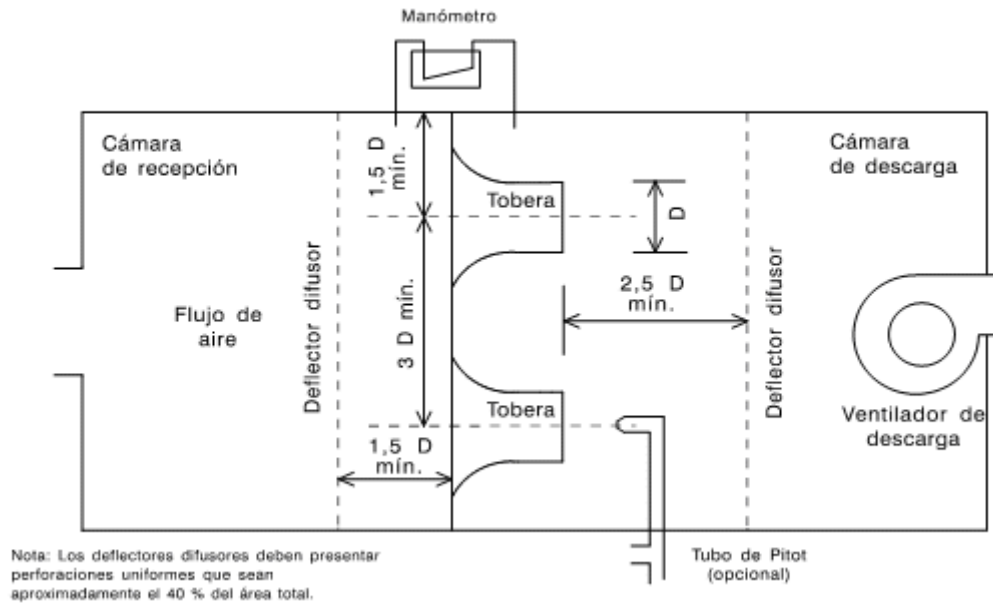 Manómetro
Cámara
de recepción
1,5 D
mín.
Tobera
D
Cámara
de descarga
Deflector difusor
Flujo de
aire
3 D mín.
2,5 D
mín.
Deflector difusor
Tobera
1,5 D
mín.
Ventilador de
descarga
Tubo de Pitot
(opcional)
Nota: Los deflectores difusores deben presentar
perforaciones uniformes que sean
aproximadamente el 40 % del área total.